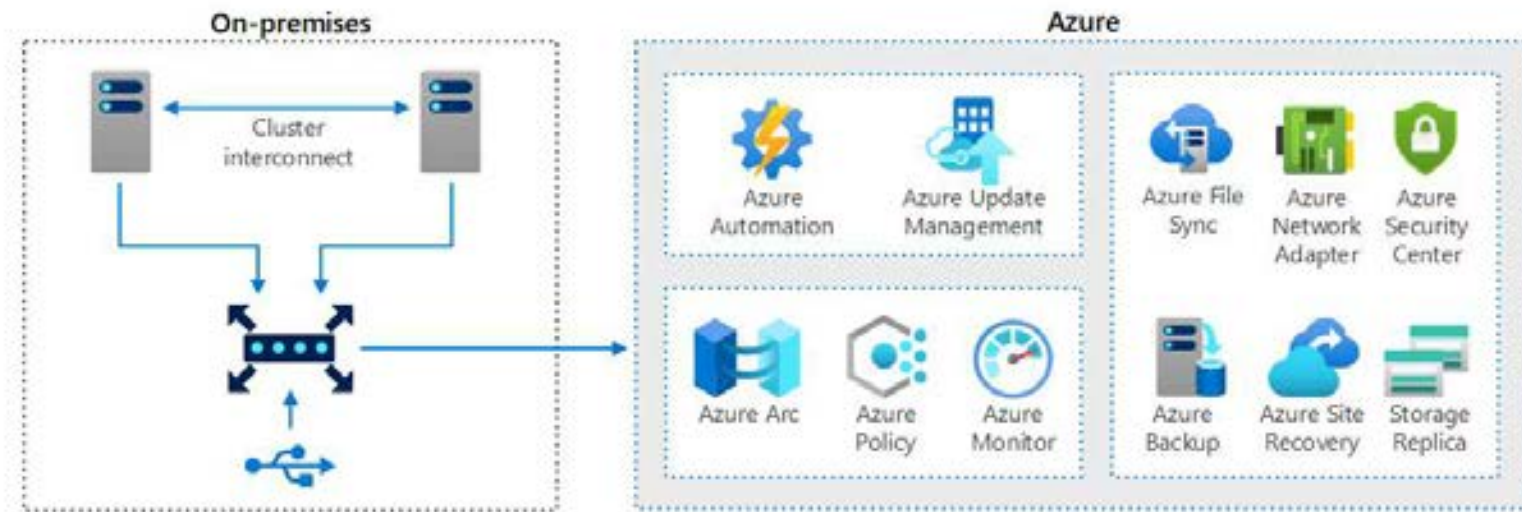 On-premises
Azure
Cluster
interconnect
Azure
Automation
Azure Update
Management
Azure File
Sync
Azure
Network
Adapter
Azure
Security
Center
Azure Arc
Azure
Policy
Azure
Monitor
Azure
Backup
Azure Site
Recovery
Storage
Replica